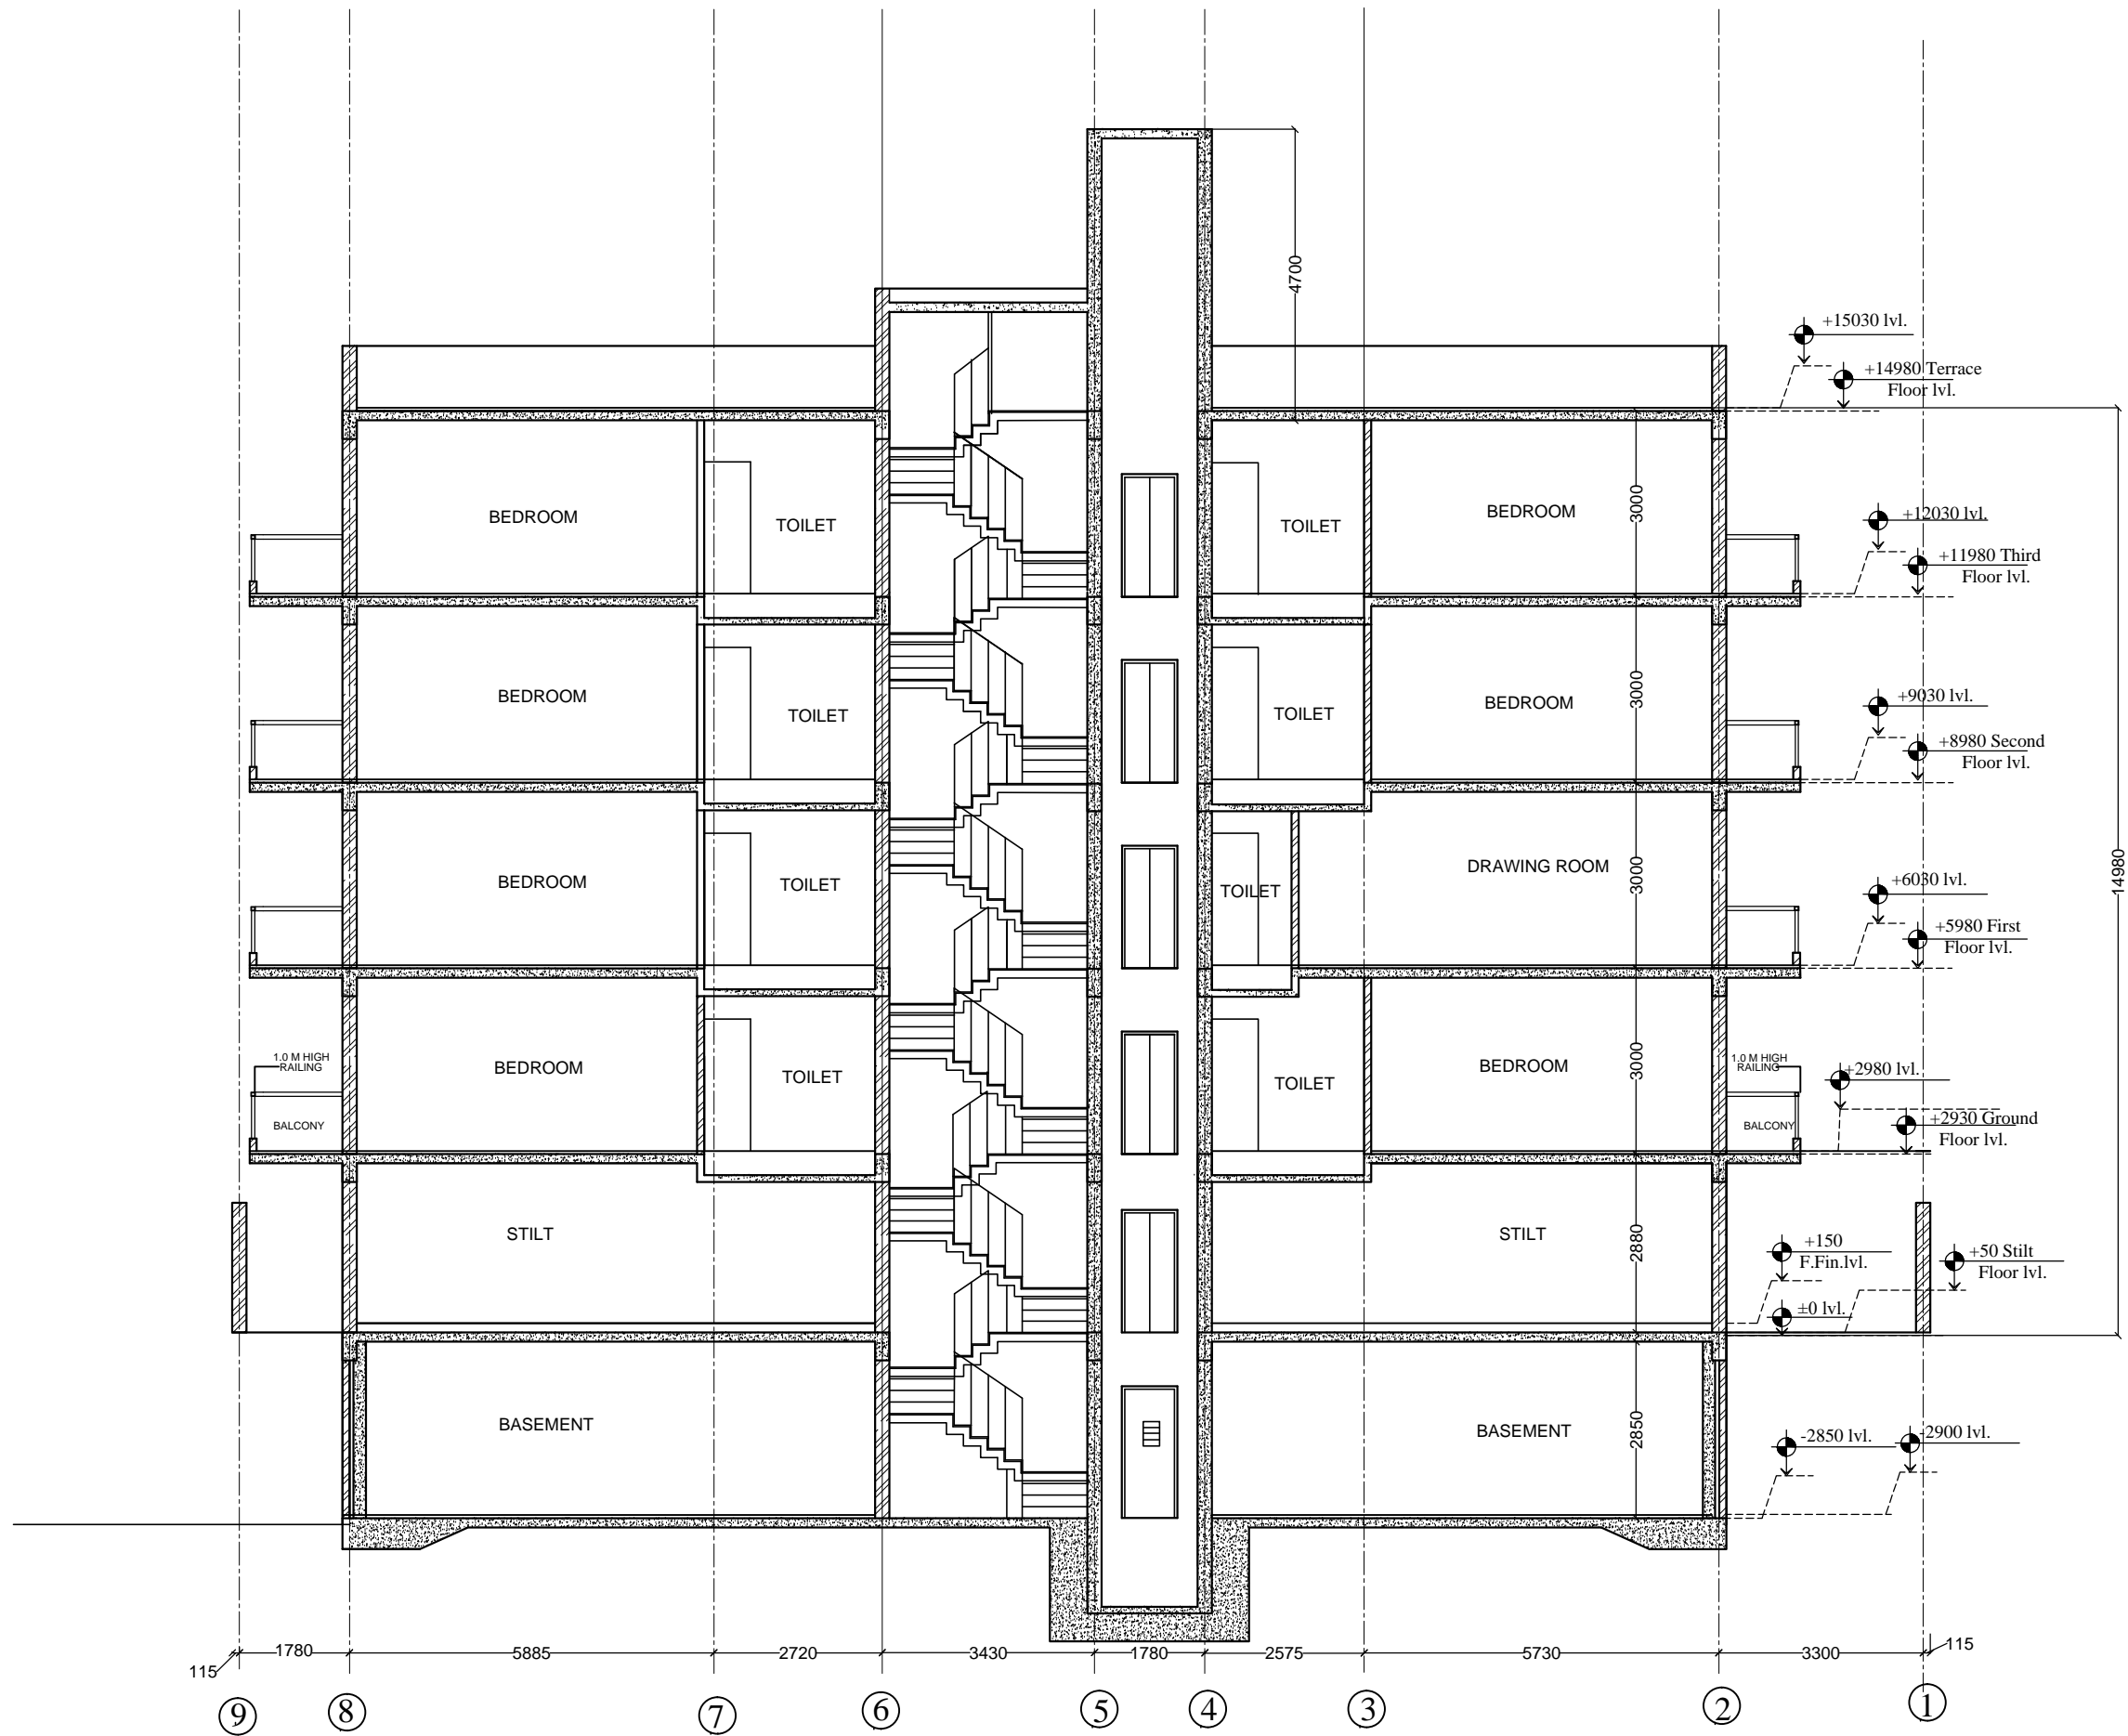 4700
+15030 lvl.
+14980 Terrace
Floor lvl.
BEDROOM
TOILET
TOILET
BEDROOM
3000
+12030 lvl.
+11980 Third
Floor lvl.
BEDROOM
TOILET
TOILET
BEDROOM
3000
+9030 lvl.
+8980 Second
Floor lvl.
14980
BEDROOM
TOILET
TOILET
DRAWING ROOM
3000
+6030 lvl.
+5980 First
Floor lvl.
1.0 M HIGH
RAILING
BALCONY
BEDROOM
TOILET
TOILET
BEDROOM
3000
1.0 M HIGH
RAILING
BALCONY
+2980 lvl.
+2930 Ground
Floor lvl.
STILT
STILT
2880
+150
F.Fin.lvl.
+50 Stilt
Floor lvl.
±0 lvl.
BASEMENT
BASEMENT
2850
-2850 lvl.
-2900 lvl.
115
1780
5885
2720
3430
1780
2575
5730
3300
115
9
8
7
6
5
4
3
2
1